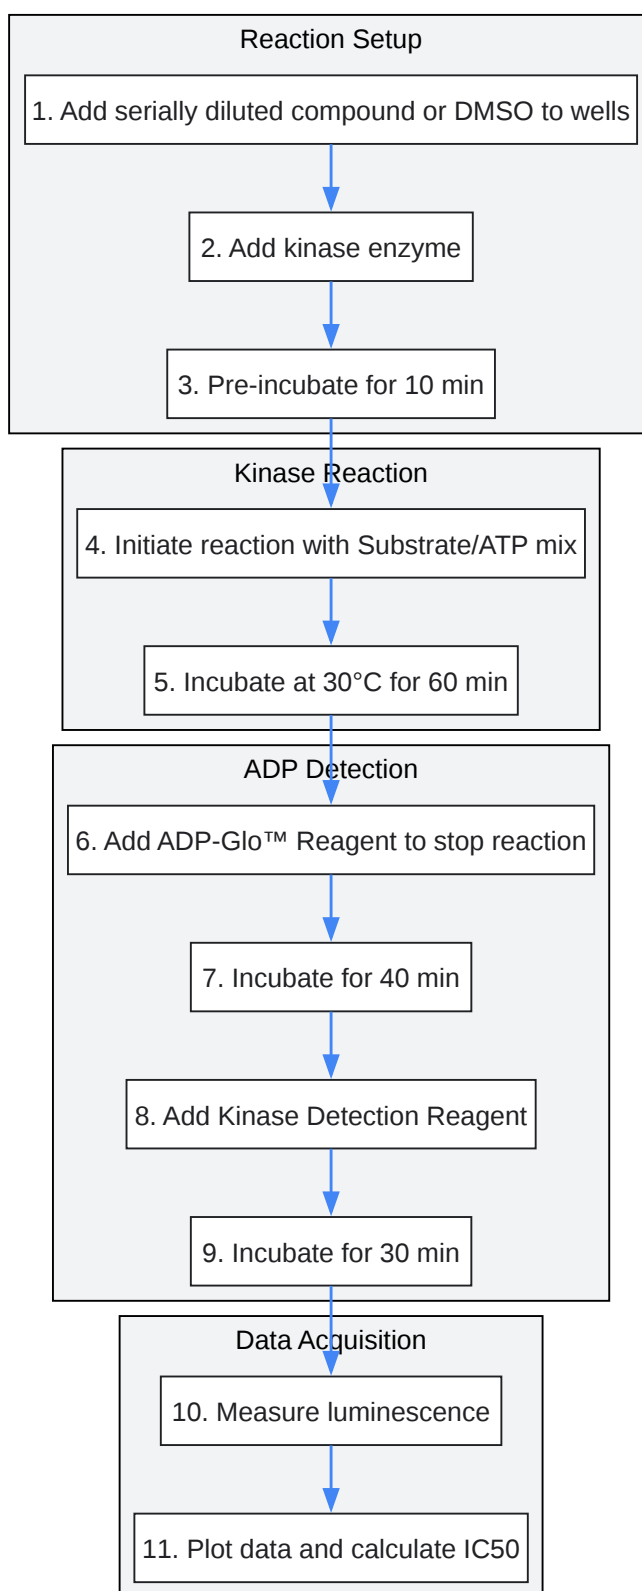 Reaction Setup
1. Add serially diluted compound or DMSO to wells
2. Add kinase enzyme
3. Pre-incubate for 10 min
Kinase Reaction
4. Initiate reaction with Substrate/ATP mix
5. Incubate at 30°C for 60 min
ADP Detection
6. Add ADP-Glo™ Reagent to stop reaction
7. Incubate for 40 min
8. Add Kinase Detection Reagent
9. Incubate for 30 min
Data Acquisition
10. Measure luminescence
11. Plot data and calculate IC50